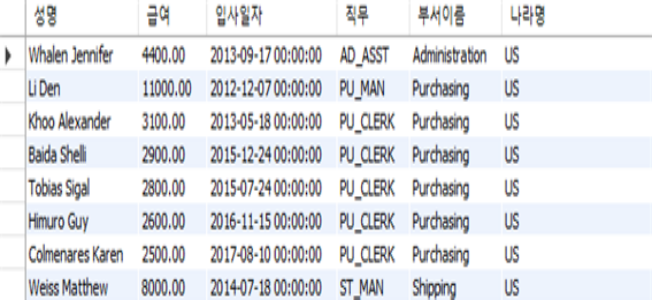 성명 급여 입사일자 직무 부서이름 나라명
Whalen Jennifer 4400.00 2013-09-17 00:00:00 AD_ASST Administration US
Li Den 11000.00 2012-12-07 00:00:00 PU_MAN Purchasing US
Khoo Alexander 3100.00 2013-05-18 00:00:00 PU_CLERK Purchasing US
Baida Shelli 2900.00 2015-12-24 00:00:00 PU_CLERK Purchasing US
Tobias Sigal 2800.00 2015-07-24 00:00:00 PU_CLERK Purchasing US
Himuro Guy 2600.00 2016-11-15 00:00:00 PU_CLERK Purchasing US
Colmenares Karen 2500.00 2017-08-10 00:00:00 PU_CLERK Purchasing US
Weiss Matthew 8000.00 2014-07-18 00:00:00 ST_MAN Shipping US